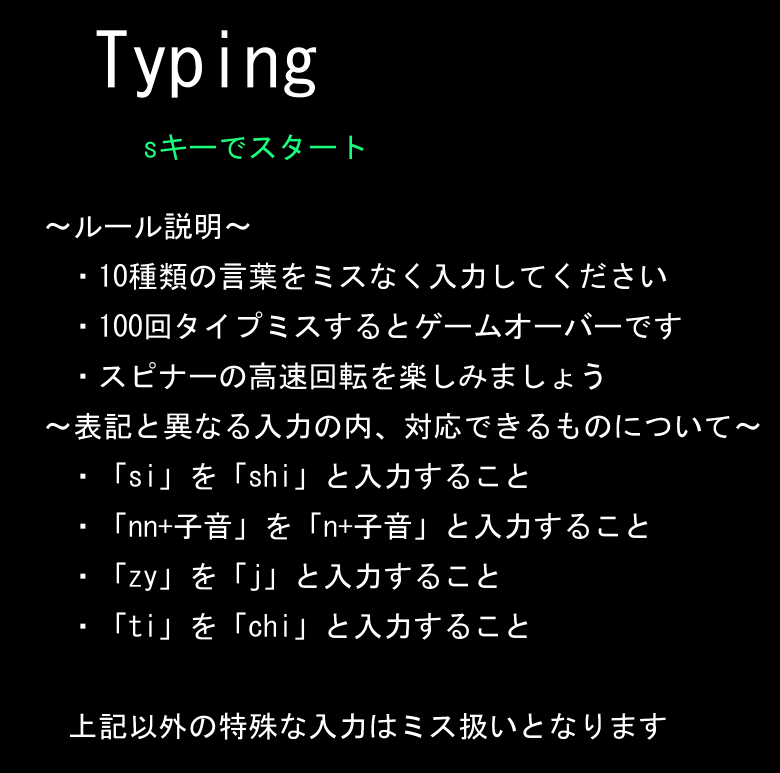 Typing
sキーでスタート
～ルール説明～
・10種類の言葉をミスなく入力してください
・100回タイプミスするとゲームオーバーです
・スピナーの高速回転を楽しみましょう
～表記と異なる入力の内、対応できるものについて～
・「si」を「shi」と入力すること
・「nn+子音」を「n+子音」と入力すること
・「zy」を「j」と入力すること
・「ti」を「chi」と入力すること
上記以外の特殊な入力はミス扱いとなります